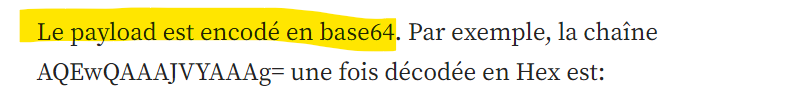 Le payload est encodé en base64. Par exemple, la chaîne
AQEwQAAAJVYAAAg= une fois décodée en Hex est: